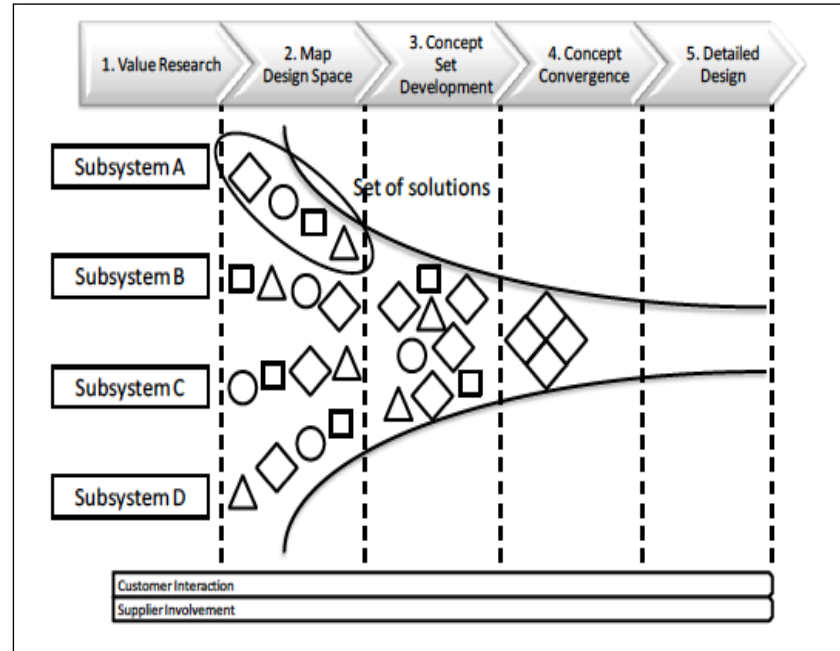 1. Value Research
2. Map
Design Space
3. Concept
Set
Development
4. Concept
Convergence
5. Detailed
Design
Subsystem A
Set of solutions
Subsystem B
Subsystem C
Subsystem D
Customer Interaction
Supplier Involvement